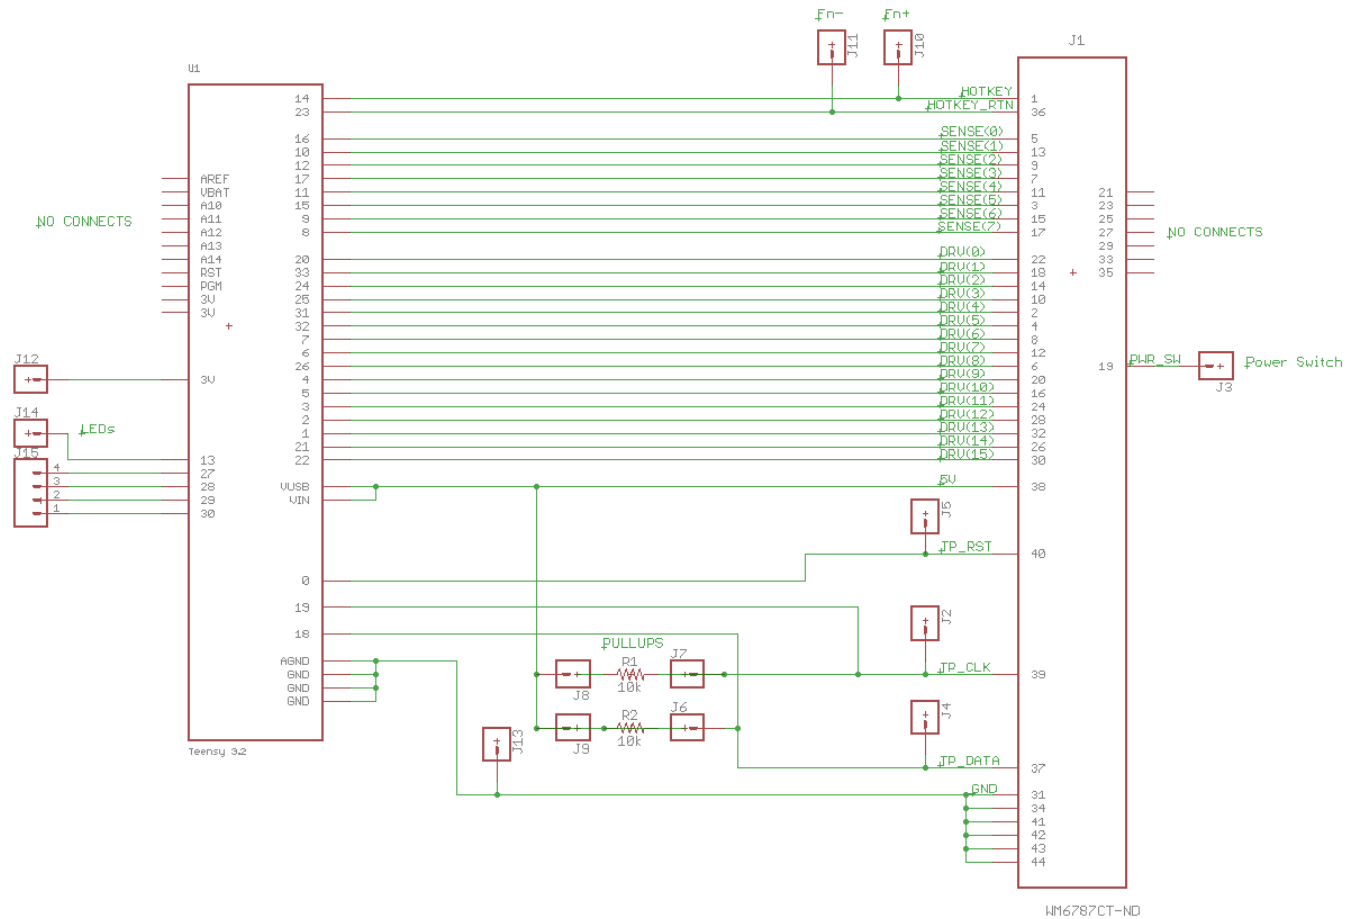 Fn-
Fn+
J11
J10
J1
U1
14
HOTKEY
1
23
HOTKEY_RTN
36
16
SENSE(0)
5
10
SENSE(1)
13
12
SENSE(2)
9
AREF
17
SENSE(3)
7
VBAT
11
SENSE(4)
11
21
A10
15
SENSE(5)
3
23
NO CONNECTS
A11
9
SENSE(6)
15
25
A12
8
SENSE(7)
17
27
NO CONNECTS
A13
29
A14
20
DRV(0)
22
33
RST
33
DRV(1)
18
35
PGM
24
DRV(2)
14
3V
25
DRV(3)
10
3V
31
DRV(4)
2
32
DRV(5)
4
7
DRV(6)
8
6
DRV(7)
12
J12
26
DRV(8)
6
19
PWR_SW
Power Switch
J3
3V
4
DRV(9)
20
5
DRV(10)
16
3
DRV(11)
24
J14
2
DRV(12)
28
LEDs
1
DRV(13)
32
21
DRV(14)
26
J15
13
22
DRV(15)
30
4
27
3
28
VUSB
5V
38
2
29
VIN
1
30
J5
TP_RST
40
0
19
J2
18
PULLUPS
AGND
R1
J7
TP_CLK
GND
39
GND
J8
10k
GND
R2
J6
J4
J13
J9
10k
Teensy 3.2
TP_DATA
37
GND
31
34
41
42
43
44
WM6787CT-ND